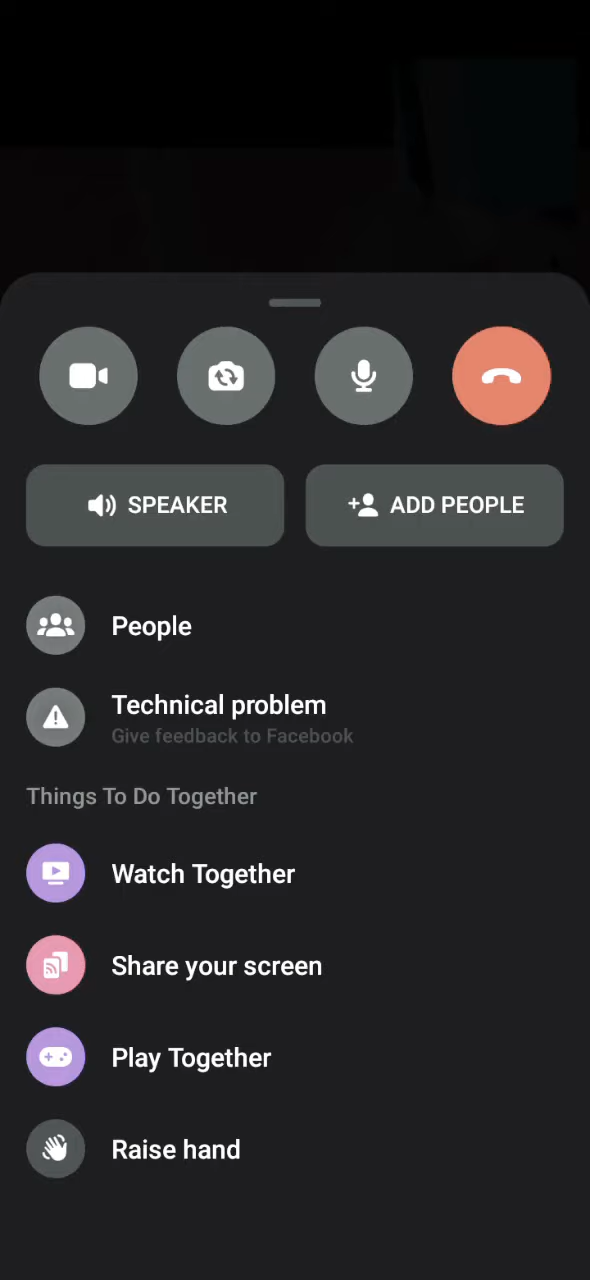 SPEAKER
ADD PEOPLE
People
Technical problem
Give feedback to Facebook
Things To Do Together
Watch Together
Share your screen
Play Together
Raise hand